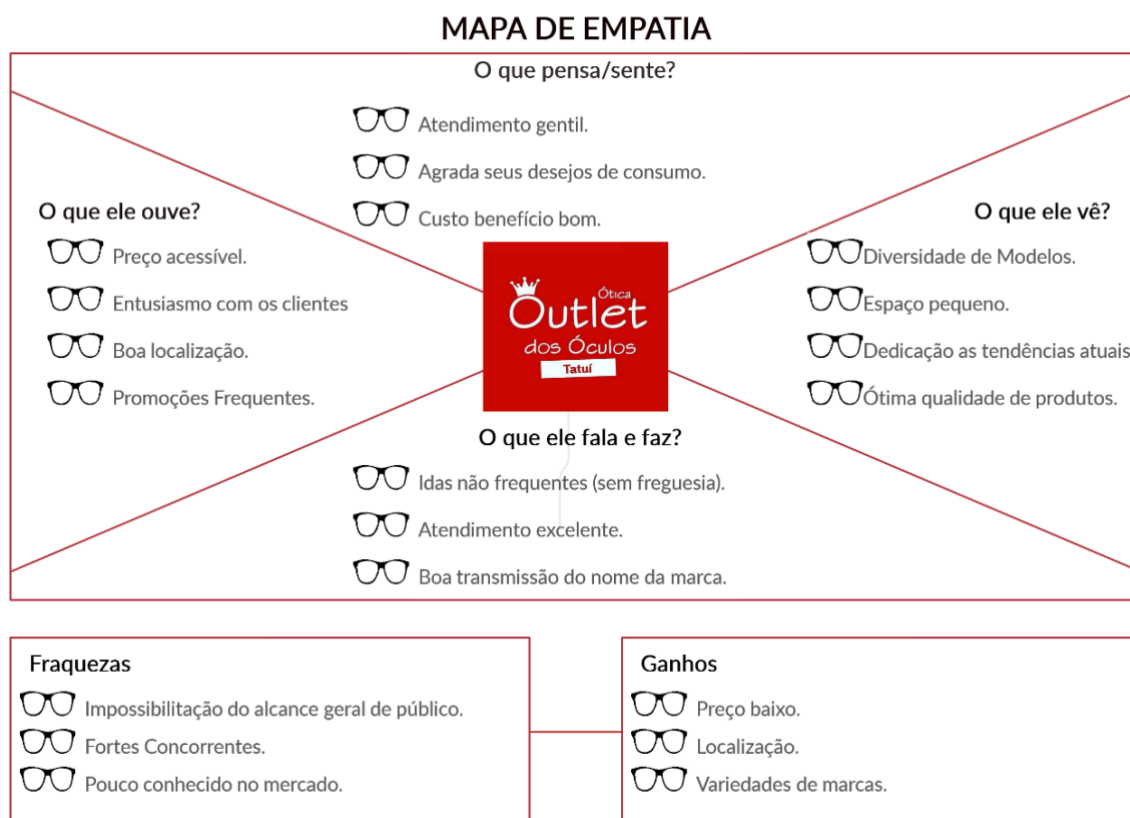 MAPA DE EMPATIA
O que pensa/sente?
Atendimento gentil.
Agrada seus desejos de consumo.
Custo benefício bom.
O que ele ouve?
Preço acessível.
Entusiasmo com os clientes
Boa localização.
Promoções Frequentes.
Ótica
Outlet
dos Óculos
Tatuí
O que ele vê?
Diversidade de Modelos.
Espaço pequeno.
Dedicação as tendências atuais
Ótima qualidade de produtos.
O que ele fala e faz?
Idas não frequentes (sem freguesia).
Atendimento excelente.
Boa transmissão do nome da marca.
Fraquezas
Impossibilitação do alcance geral de público.
Fortes Concorrentes.
Pouco conhecido no mercado.
Ganhos
Preço baixo.
Localização.
Variedades de marcas.